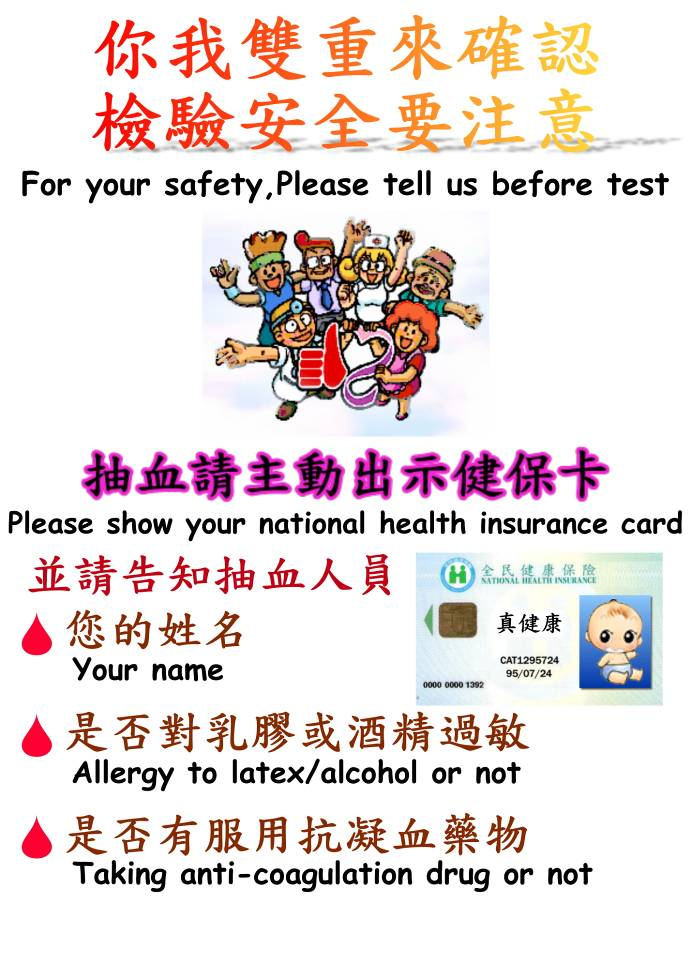 你我雙重來確認
檢驗安全要注意
For your safety,Please tell us before test
抽血請主動出示健保卡
Please show your national health insurance card
並請告知抽血人員
全民健康保險
NATIONAL HEALTH INSURANCE
真健康
CAT1295724
95/07/24
0000 0000 1392
您的姓名
Your name
是否對乳膠或酒精過敏
Allergy to latex/alcohol or not
是否有服用抗凝血藥物
Taking anti-coagulation drug or not